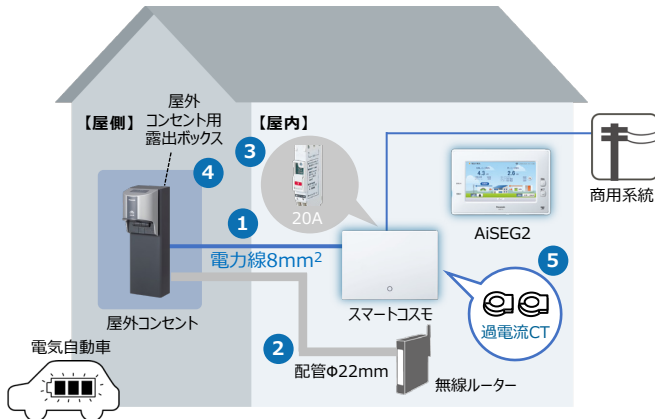 【屋側】
屋外
コンセント用
露出ボックス
【屋内】
3
4
20A
商用系統
1
AiSEG2
電力線8mm²
5
屋外コンセント
スマートコスモ
過電流CT
電気自動車
2
配管Φ22mm
無線ルーター